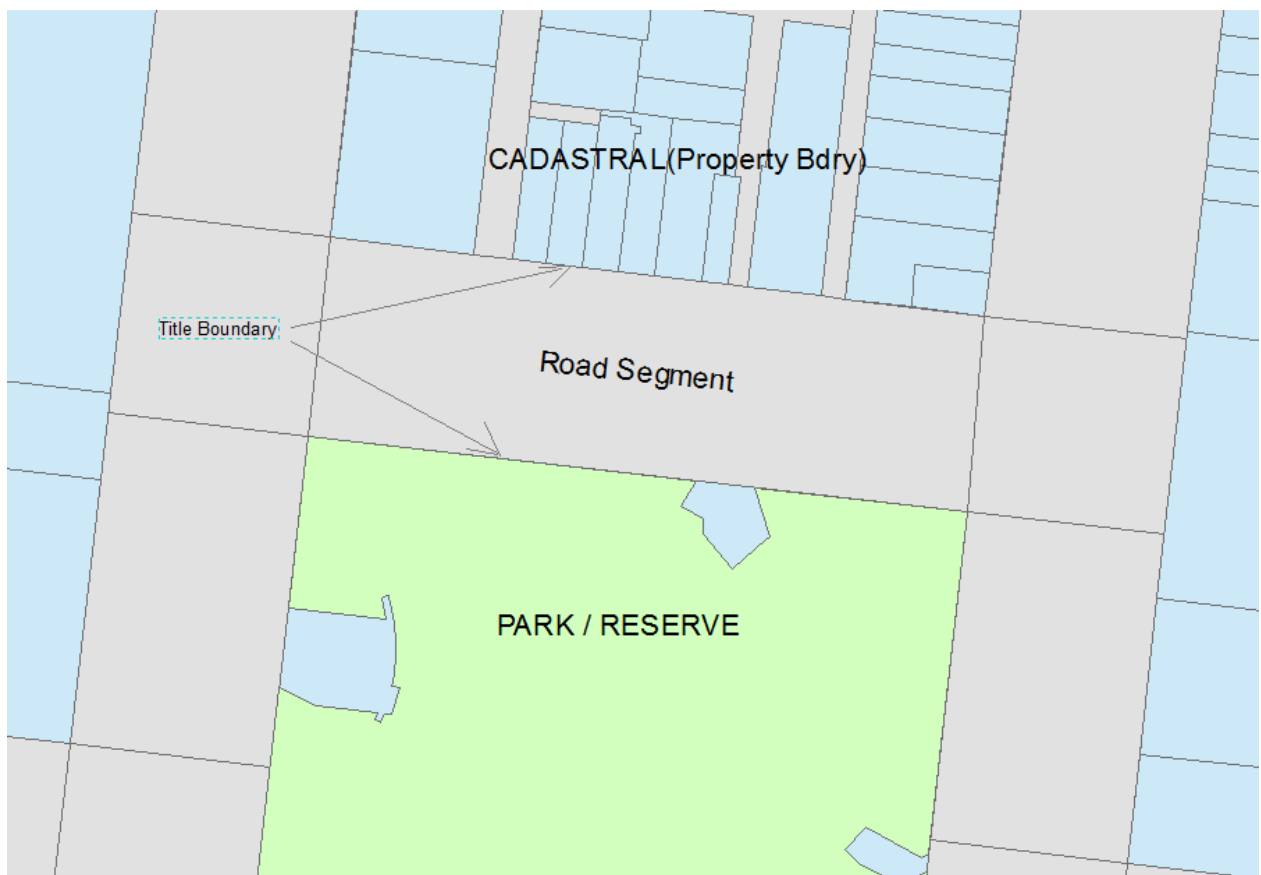 CADASTRAL(Property Bdry)
Title Boundary
Road Segment
PARK / RESERVE